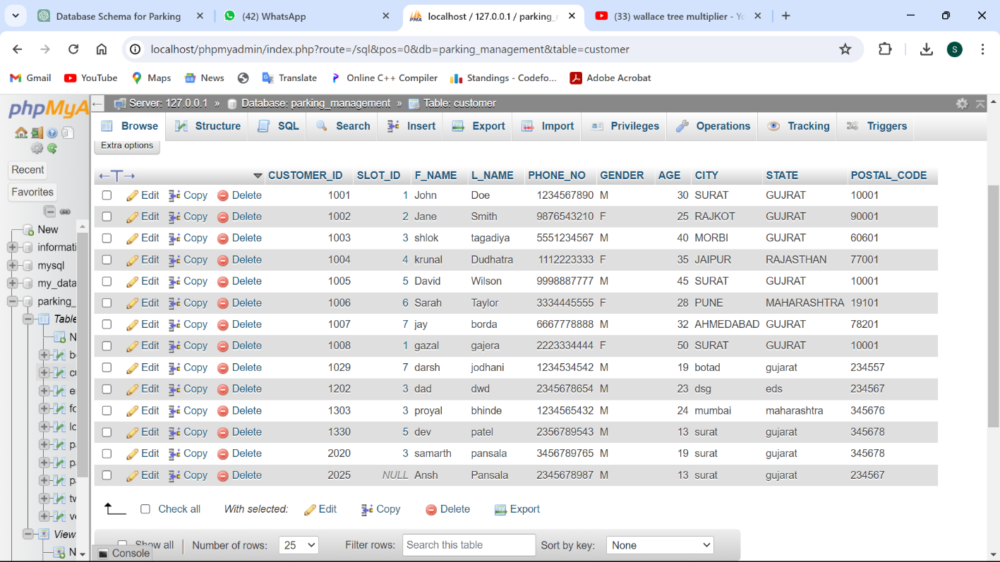 Database Schema for Parking
(42) WhatsApp
localhost / 127.0.0.1 / parking_
(33) wallace tree multiplier - Yo
localhost/phpmyadmin/index.php?route=/sql&pos=0&db=parking_management&table=customer
S
Gmail YouTube Maps News Translate Online C++ Compiler Standings - Codefo... Adobe Acrobat
phpMyA
Server: 127.0.0.1 » Database: parking_management » Table: customer
Browse Structure SQL Search Insert Export Import Privileges Operations Tracking Triggers
Recent
Favorites
New
informati
mysql
my_data
parking_
Table
N
b
c
e
fo
lo
p
p
p
tv
ve
View
N
Extra options
CUSTOMER_ID SLOT_ID F_NAME L_NAME PHONE_NO GENDER AGE CITY STATE POSTAL_CODE
Edit Copy Delete 1001 1 John Doe 1234567890 M 30 SURAT GUJRAT 10001
Edit Copy Delete 1002 2 Jane Smith 9876543210 F 25 RAJKOT GUJRAT 90001
Edit Copy Delete 1003 3 shlok tagadiya 5551234567 M 40 MORBI GUJRAT 60601
Edit Copy Delete 1004 4 krunal Dudhatra 1112223333 F 35 JAIPUR RAJASTHAN 77001
Edit Copy Delete 1005 5 David Wilson 9998887777 M 45 SURAT GUJRAT 10001
Edit Copy Delete 1006 6 Sarah Taylor 3334445555 F 28 PUNE MAHARASHTRA 19101
Edit Copy Delete 1007 7 jay borda 6667778888 M 32 AHMEDABAD GUJRAT 78201
Edit Copy Delete 1008 1 gazal gajera 2223334444 F 50 SURAT GUJRAT 10001
Edit Copy Delete 1029 7 darsh jodhani 1234534542 M 19 botad gujarat 234557
Edit Copy Delete 1202 3 dad dwd 2345678654 M 23 dsg eds 234567
Edit Copy Delete 1303 3 proyal bhinde 1234565432 M 24 mumbai maharashtra 345676
Edit Copy Delete 1330 5 dev patel 2356789543 M 13 surat gujarat 345678
Edit Copy Delete 2020 3 samarth pansala 3456789765 M 19 surat gujarat 345678
Edit Copy Delete 2025 NULL Ansh Pansala 2345678987 M 13 surat gujarat 234567
Check all With selected: Edit Copy Delete Export
Show all Number of rows: 25 Filter rows: Search this table Sort by key: None
Console